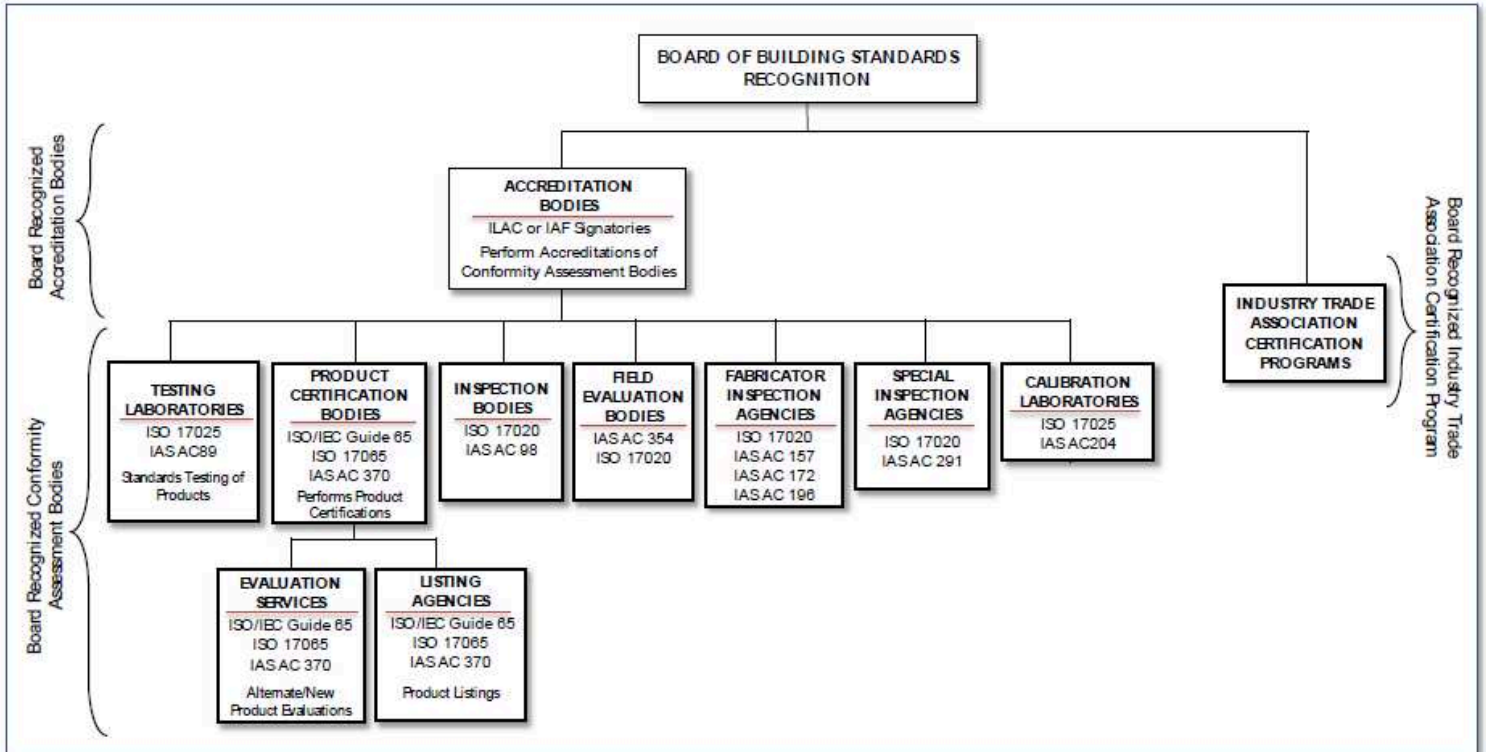 BOARD OF BUILDING STANDARDS
RECOGNITION
Board Recognized
Accreditation Bodies
ACCREDITATION
BODIES
ILAC or IAF Signatories
Perform Accreditations of
Conformity Assessment Bodies
Board Recognized Industry Trade
Association Certification Program
INDUSTRY TRADE
ASSOCIATION
CERTIFICATION
PROGRAMS
Board Recognized Conformity
Assessment Bodies
TESTING
LABORATORIES
ISO 17025
IAS AC89
Standards Testing of
Products
PRODUCT
CERTIFICATION
BODIES
ISO/IEC Guide 65
ISO 17065
IAS AC 370
Performs Product
Certifications
INSPECTION
BODIES
ISO 17020
IAS AC 98
FIELD
EVALUATION
BODIES
IAS AC 354
ISO 17020
FABRICATOR
INSPECTION
AGENCIES
ISO 17020
IAS AC 157
IAS AC 172
IAS AC 196
SPECIAL
INSPECTION
AGENCIES
ISO 17020
IAS AC 291
CALIBRATION
LABORATORIES
ISO 17025
IAS AC204
EVALUATION
SERVICES
ISO/IEC Guide 65
ISO 17065
IAS AC 370
Alternate/New
Product Evaluations
LISTING
AGENCIES
ISO/IEC Guide 65
ISO 17065
IAS AC 370
Product Listings